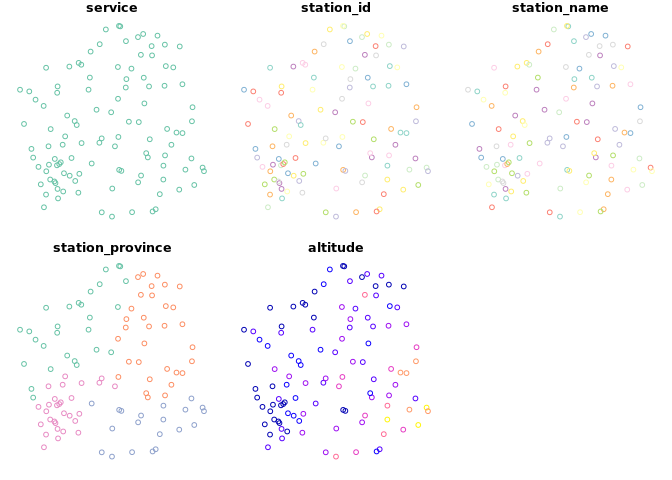 service
station_id
station_name
station_province
altitude